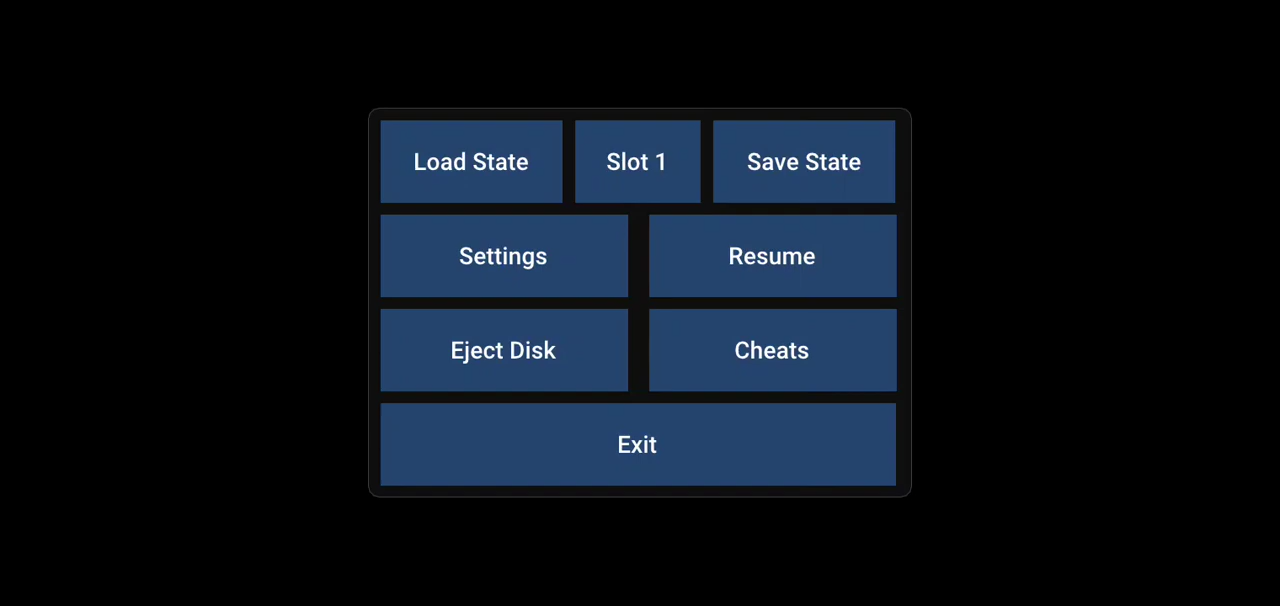 Load State
Slot 1
Save State
Settings
Resume
Eject Disk
Cheats
Exit